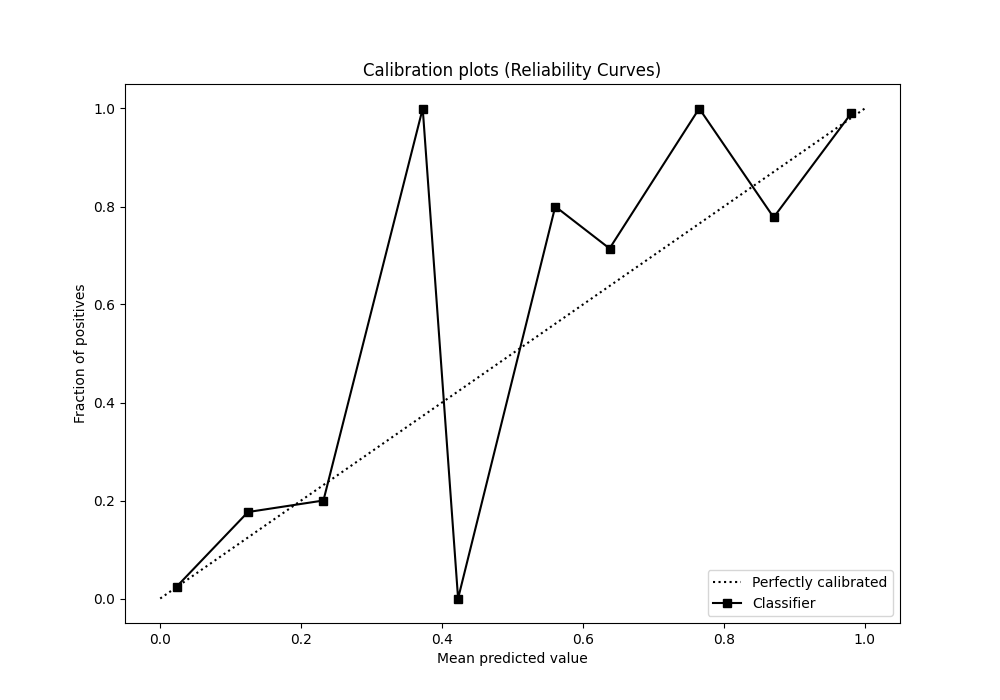 Calibration plots (Reliability Curves)
1.0
0.8
0.6
0.4
0.2
0.0
Fraction of positives
0.0 0.2 0.4 0.6 0.8 1.0
Mean predicted value
Perfectly calibrated
Classifier